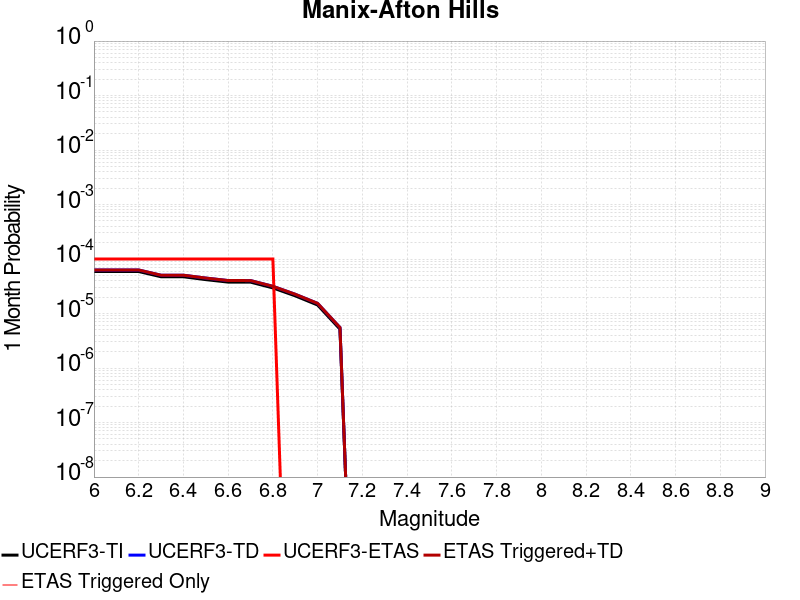 Manix-Afton Hills
10^0
10^-1
10^-2
10^-3
10^-4
10^-5
10^-6
10^-7
10^-8
1 Month Probability
6 6.2 6.4 6.6 6.8 7 7.2 7.4 7.6 7.8 8 8.2 8.4 8.6 8.8 9
Magnitude
UCERF3-TI UCERF3-TD UCERF3-ETAS ETAS Triggered+TD
ETAS Triggered Only